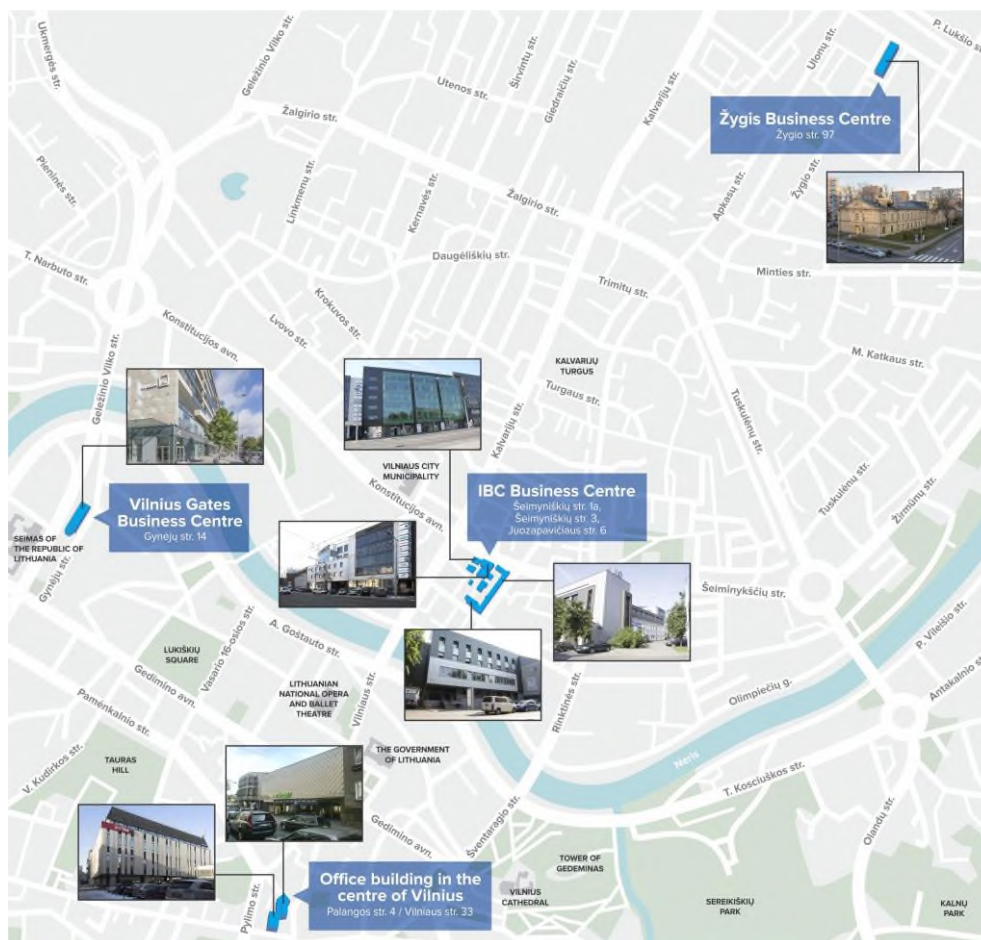 Ukmergės str.
Geležinio Vilko str.
Širvintų str.
Giedraičių str.
Utenos str.
Kalvarijų str.
Ulonų str.
P. Lukšio
Žalgirio str.
Žygis Business Centre
Žygio str. 97
Pieninės str.
Linkmenų str.
Kernavės str.
Žalgirio str.
Apkasų str.
Žygio str.
T. Narbuto str.
Daugėliškių str.
Trimitų str.
Minties str.
Konstitucijos avn.
Lvovo str.
Krokuvos str.
Geležinio Vilko str.
KALVARIJŲ
TURGUS
M. Katkaus str.
Turgaus str.
Kalvarijų str.
Tuskulėnų str.
VILNIAUS CITY
MUNICIPALITY
Konstitucijos avn.
IBC Business Centre
Šeimyniškių str. 1a,
Šeimyniškių str. 3,
Juozapavičiaus str. 6
Tuskulėnų str.
Žirmūnų str.
Vilnius Gates
Business Centre
Gynėjų str. 14
SEIMAS OF
THE REPUBLIC OF
LITHUANIA
Gynėjų str.
Šeiminykščių str.
P. Vileišio str.
A. Goštauto str.
Vasario 16-osios str.
LUKIŠKIŲ
SQUARE
Gedimino avn.
LITHUANIAN
NATIONAL OPERA
AND BALLET
THEATRE
Vilniaus str.
Rinktinės str.
Olimpiečių g.
Antakalnio str.
Pamėnkalnio str.
THE GOVERNMENT
OF LITHUANIA
Neris
V. Kudirkos str.
TAURAS
HILL
T. Kosciuškos str.
Olandų str.
Gedimino avn.
Šventaragio str.
TOWER OF
GEDEMINAS
Office building in the
centre of Vilnius
Palangos str. 4 / Vilniaus str. 33
Pylimo str.
VILNIUS
CATHEDRAL
SEREIKIŠKIŲ
PARK
KALNŲ
PARK